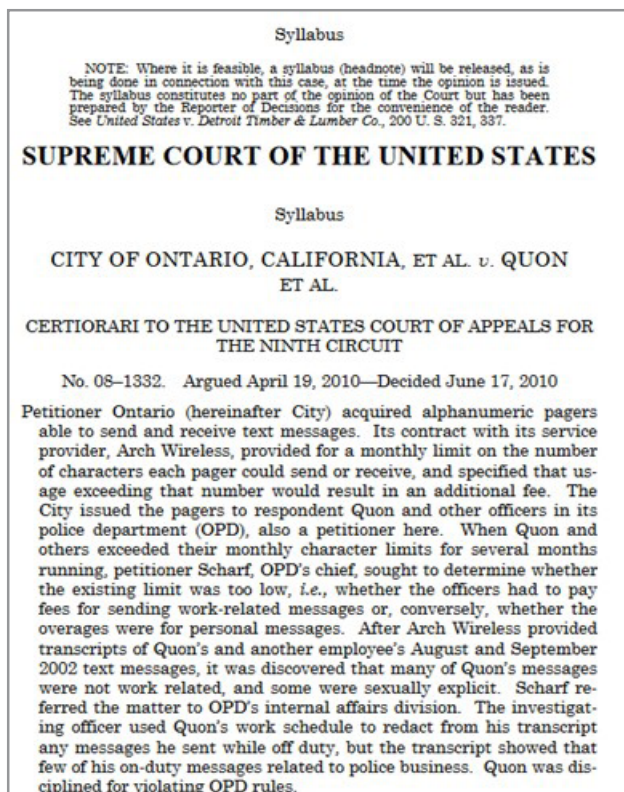 Syllabus
NOTE: Where it is feasible, a syllabus (headnote) will be released, as is
being done in connection with this case, at the time the opinion is issued.
The syllabus constitutes no part of the opinion of the Court but has been
prepared by the Reporter of Decisions for the convenience of the reader.
See United States v. Detroit Timber & Lumber Co., 200 U. S. 321, 337.
SUPREME COURT OF THE UNITED STATES
Syllabus
CITY OF ONTARIO, CALIFORNIA, ET AL. v. QUON
ET AL.
CERTIORARI TO THE UNITED STATES COURT OF APPEALS FOR
THE NINTH CIRCUIT
No. 08–1332. Argued April 19, 2010—Decided June 17, 2010
Petitioner Ontario (hereinafter City) acquired alphanumeric pagers
able to send and receive text messages. Its contract with its service
provider, Arch Wireless, provided for a monthly limit on the number
of characters each pager could send or receive, and specified that us-
age exceeding that number would result in an additional fee. The
City issued the pagers to respondent Quon and other officers in its
police department (OPD), also a petitioner here. When Quon and
others exceeded their monthly character limits for several months
running, petitioner Scharf, OPD's chief, sought to determine whether
the existing limit was too low, i.e., whether the officers had to pay
fees for sending work-related messages or, conversely, whether the
overages were for personal messages. After Arch Wireless provided
transcripts of Quon's and another employee's August and September
2002 text messages, it was discovered that many of Quon's messages
were not work related, and some were sexually explicit. Scharf re-
ferred the matter to OPD's internal affairs division. The investigat-
ing officer used Quon's work schedule to redact from his transcript
any messages he sent while off duty, but the transcript showed that
few of his on-duty messages related to police business. Quon was dis-
ciplined for violating OPD rules.